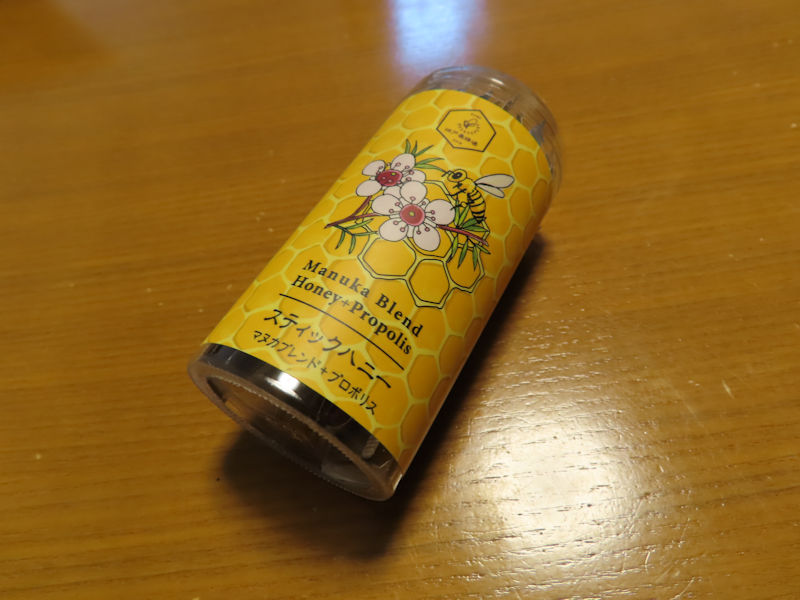 Manuka Blend
Honey+Propolis
スティックハニー
マヌカブレンド+プロポリス